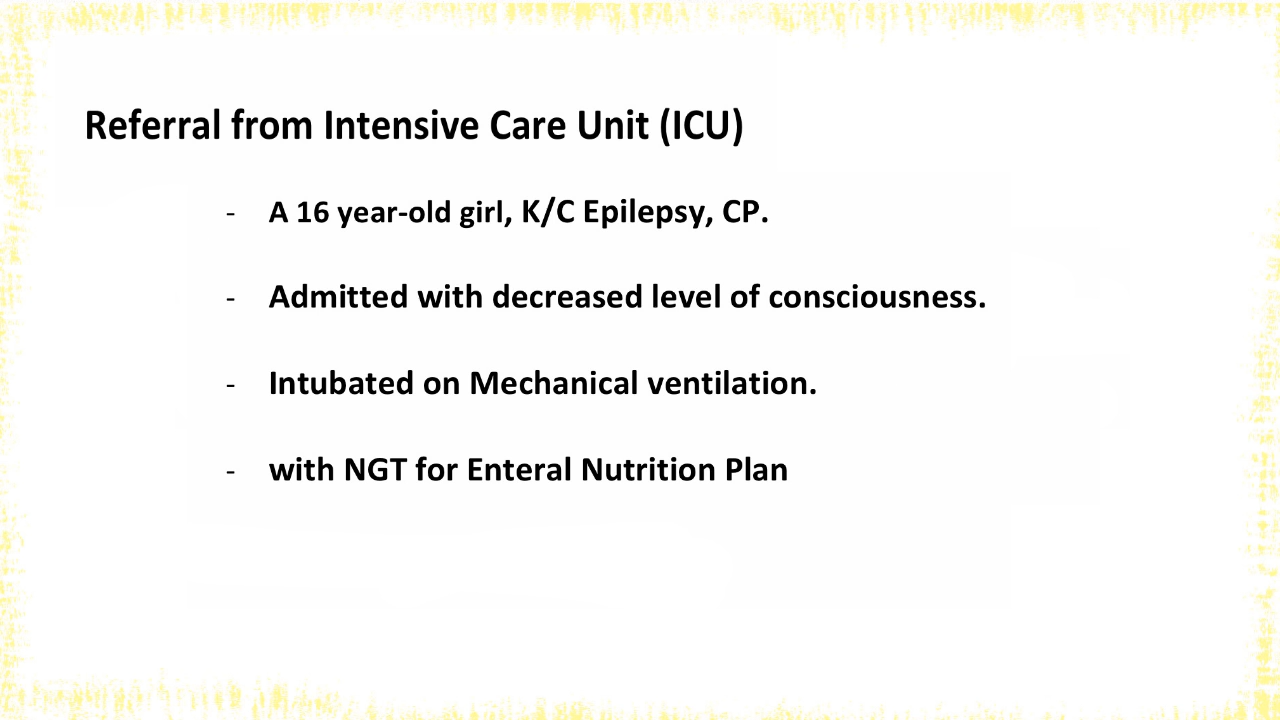 Referral from Intensive Care Unit (ICU)
- A 16 year-old girl, K/C Epilepsy, CP.
- Admitted with decreased level of consciousness.
- Intubated on Mechanical ventilation.
- with NGT for Enteral Nutrition Plan